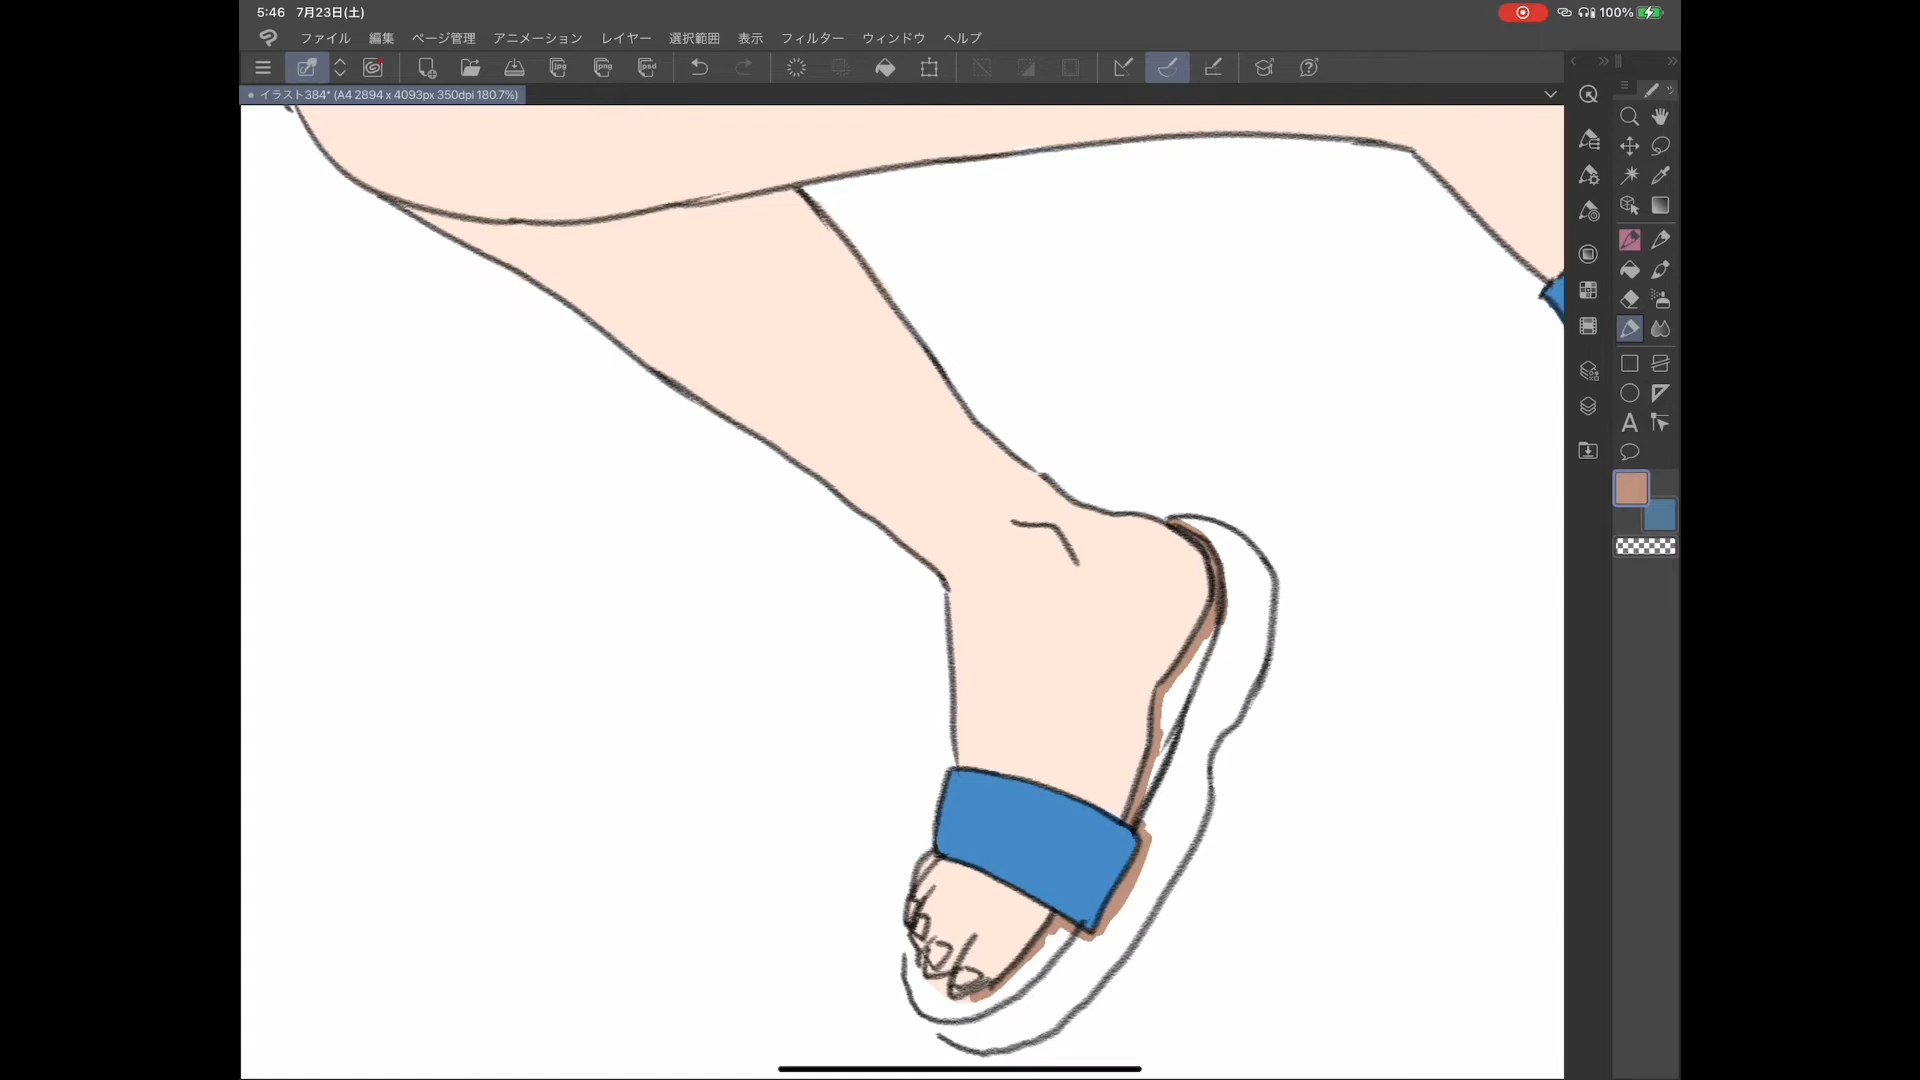 5:46 7月23日(土)
100%
ファイル 編集 ページ管理 アニメーション レイヤー 選択範囲 表示 フィルター ウィンドウ ヘルプ
jpg png psd
イラスト384* (A4 2894 x 4093px 350dpi 180.7%)